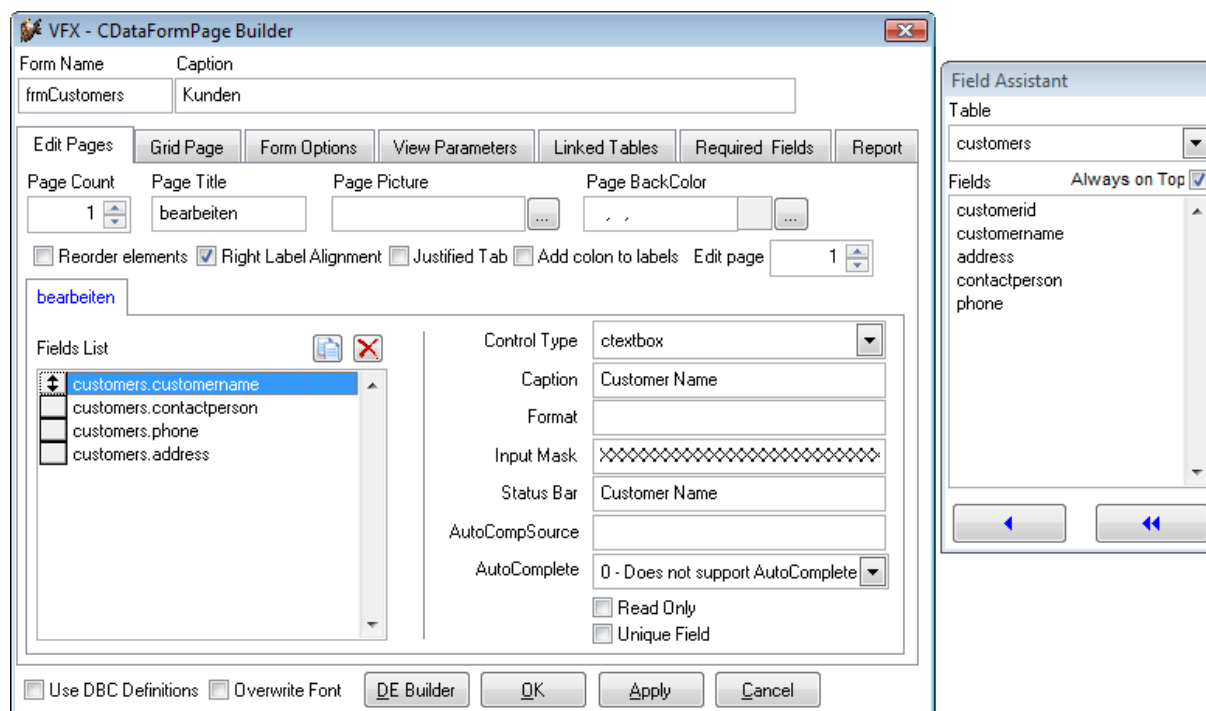 VFX - CDataFormPage Builder
Form Name Caption
frmCustomers Kunden
Edit Pages Grid Page Form Options View Parameters Linked Tables Required Fields Report
Page Count Page Title Page Picture Page BackColor
1 bearbeiten ... , , ...
Reorder elements Right Label Alignment Justified Tab Add colon to labels Edit page 1
bearbeiten
Fields List
customers.customername
customers.contactperson
customers.phone
customers.address
Control Type ctextbox
Caption Customer Name
Format
Input Mask XXXXXXXXXXXXXXXXXXXXXXXXX
Status Bar Customer Name
AutoCompSource
AutoComplete 0 - Does not support AutoComplete
Read Only
Unique Field
Use DBC Definitions Overwrite Font DE Builder OK Apply Cancel
Field Assistant
Table
customers
Fields Always on Top
customerid
customername
address
contactperson
phone